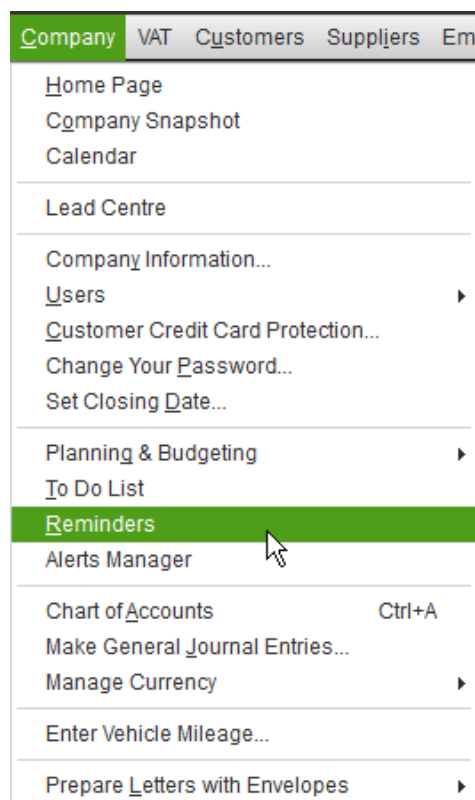 Company VAT Customers Suppliers Em
Home Page
Company Snapshot
Calendar
Lead Centre
Company Information...
Users
Customer Credit Card Protection...
Change Your Password...
Set Closing Date...
Planning & Budgeting
To Do List
Reminders
Alerts Manager
Chart of Accounts Ctrl+A
Make General Journal Entries...
Manage Currency
Enter Vehicle Mileage...
Prepare Letters with Envelopes